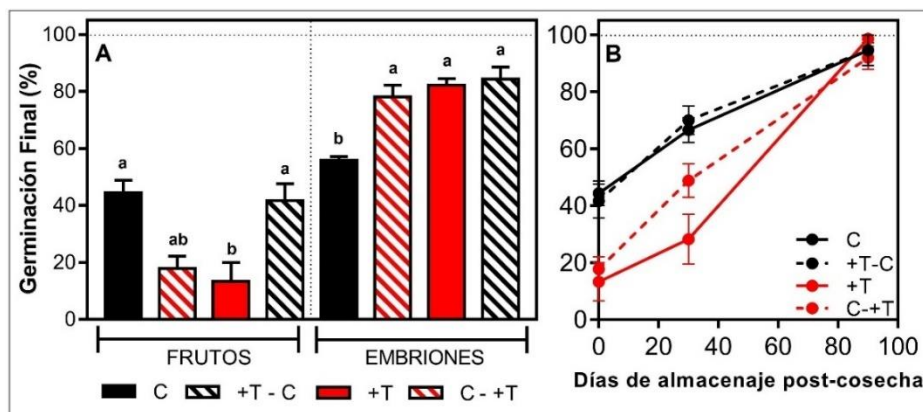 Germinación Final (%)
100
80
60
40
20
0
A
a
ab
b
a
b
a
a
a
FRUTOS
EMBRIONES
C
+T - C
+T
C - +T
B
100
80
60
40
20
0
C
+T-C
+T
C-+T
0 20 40 60 80 100
Días de almacenaje post-cosecha